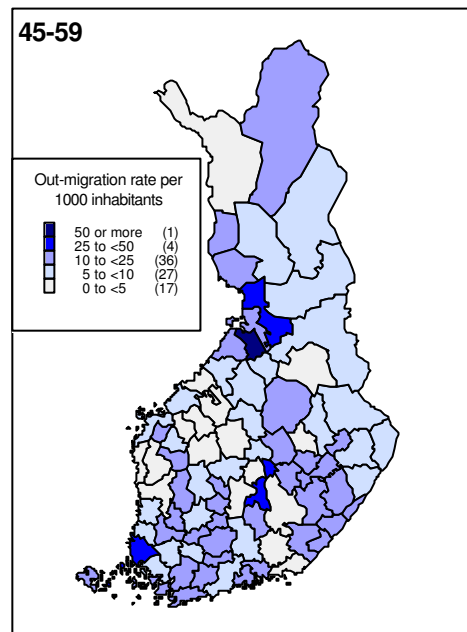 45-59
Out-migration rate per
1000 inhabitants
50 or more (1)
25 to <50 (4)
10 to <25 (36)
5 to <10 (27)
0 to <5 (17)